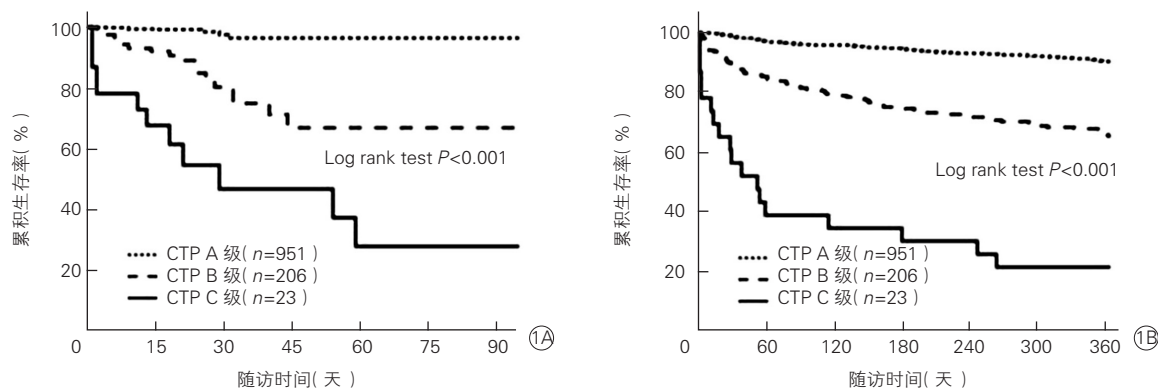 100
80
60
40
20
0
15
30
45
60
75
90
累积生存率( % )
随访时间( 天 )
Log rank test P<0.001
CTP A 级( n=951 )
CTP B 级( n=206 )
CTP C 级( n=23 )
1A
100
80
60
40
20
0
60
120
180
240
300
360
累积生存率( % )
随访时间( 天 )
Log rank test P<0.001
CTP A 级( n=951 )
CTP B 级( n=206 )
CTP C 级( n=23 )
1B